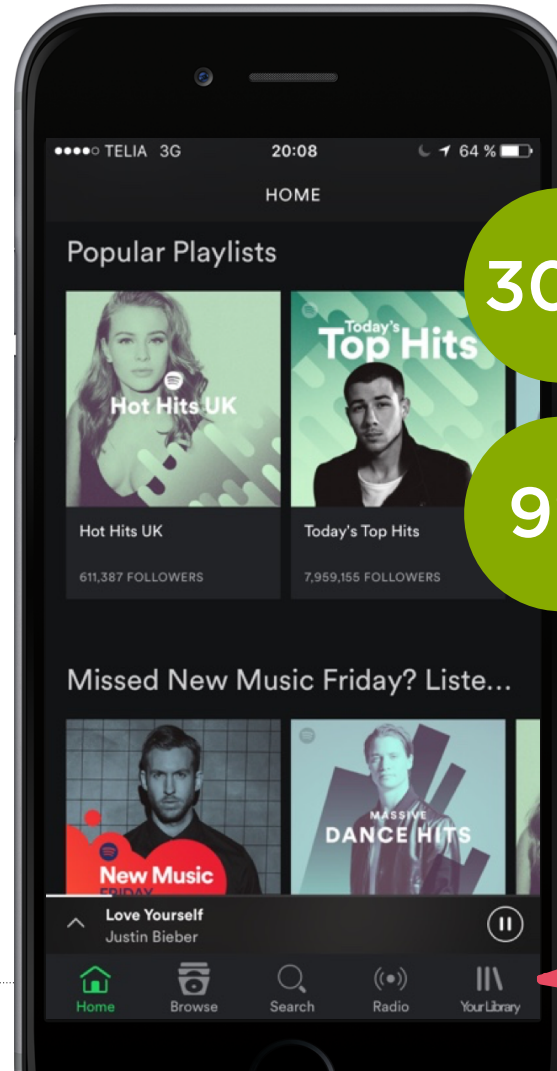 TELIA 3G 20:08 64 %
HOME
Popular Playlists
30
Hot Hits UK
Today's
Top Hits
9
Hot Hits UK
Today's Top Hits
611,387 FOLLOWERS
7,959,155 FOLLOWERS
Missed New Music Friday? Liste...
MASSIVE
DANCE HITS
New Music
FRIDAY
Love Yourself
Justin Bieber
Home Browse Search Radio Your Library